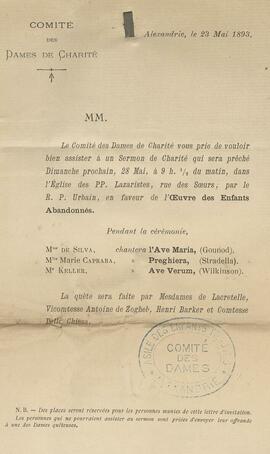 COMITÉ
DES
DAMES DE CHARITÉ
Alexandrie, le 23 Mai 1893.
MM.
Le Comité des Dames de Charité vous prie de vouloir
bien assister à un Sermon de Charité qui sera prêché
Dimanche prochain, 28 Mai, à 9 h. du matin, dans
l'Église des PP. Lazaristes, rue des Sœurs, par le
R. P. Urbain, en faveur de l'Œuvre des Enfants
Abandonnés.
Pendant la cérémonie,
DE SILVA, chantera l'Ave Maria, (Gounod).
MARIE CAPRARA, » Preghiera, (Stradella).
KELLER, » Ave Verum, (Wilkinson).
La quête sera faite par Mesdames de Lacretelle,
Vicomtesse Antoine de Zogheb, Henri Barker et Comtesse
Della Chiesa.
ASILE DES ENFANTS
COMITÉ
DES
DAMES
ALEXANDRIE
N. B. — Des places seront réservées pour les personnes munies de cette lettre d'invitation.
Les personnes qui ne pourraient assister au sermon sont priées d'envoyer leur offrande
à une des Dames quêteuses.